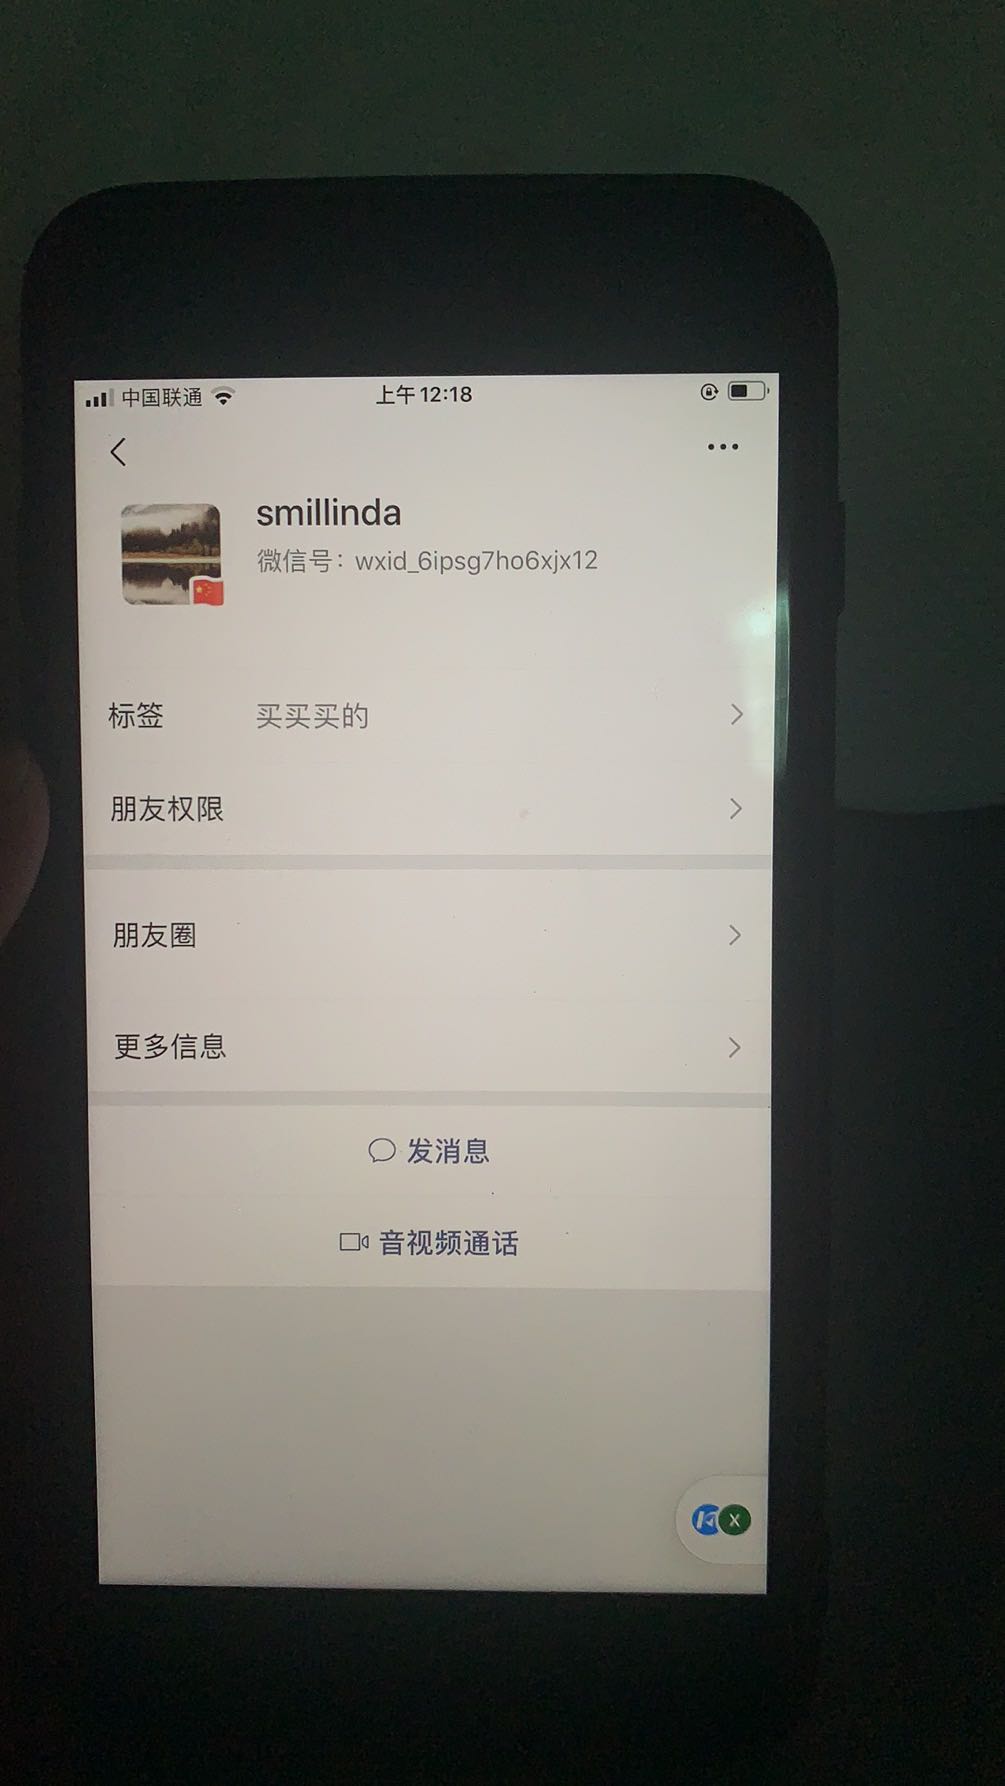 中国联通
上午12:18
smillinda
微信号：wxid_6ipsg7ho6xjx12
标签 买买买的
朋友权限
朋友圈
更多信息
发消息
音视频通话
X